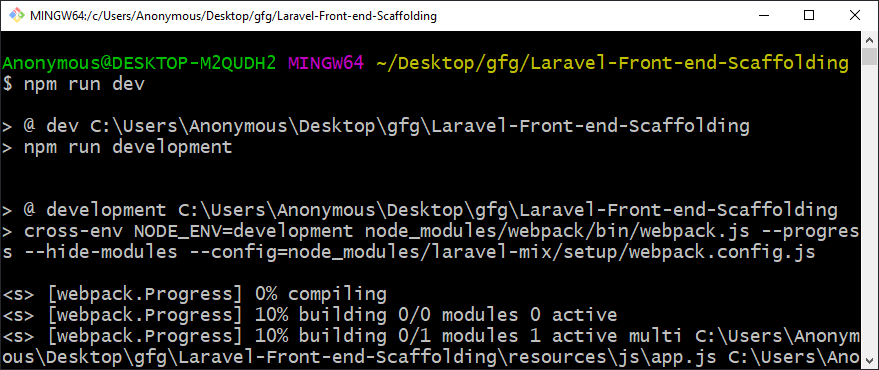 MINGW64:/c/Users/Anonymous/Desktop/gfg/Laravel-Front-end-Scaffolding
Anonymous@DESKTOP-M2QUDH2 MINGW64 ~/Desktop/gfg/Laravel-Front-end-Scaffolding
$ npm run dev
> @ dev C:\Users\Anonymous\Desktop\gfg\Laravel-Front-end-Scaffolding
> npm run development
> @ development C:\Users\Anonymous\Desktop\gfg\Laravel-Front-end-Scaffolding
> cross-env NODE_ENV=development node_modules/webpack/bin/webpack.js --progres
s --hide-modules --config=node_modules/laravel-mix/setup/webpack.config.js
<s> [webpack.Progress] 0% compiling
<s> [webpack.Progress] 10% building 0/0 modules 0 active
<s> [webpack.Progress] 10% building 0/1 modules 1 active multi C:\Users\Anonym
ous\Desktop\gfg\Laravel-Front-end-Scaffolding\resources\js\app.js C:\Users\Ano